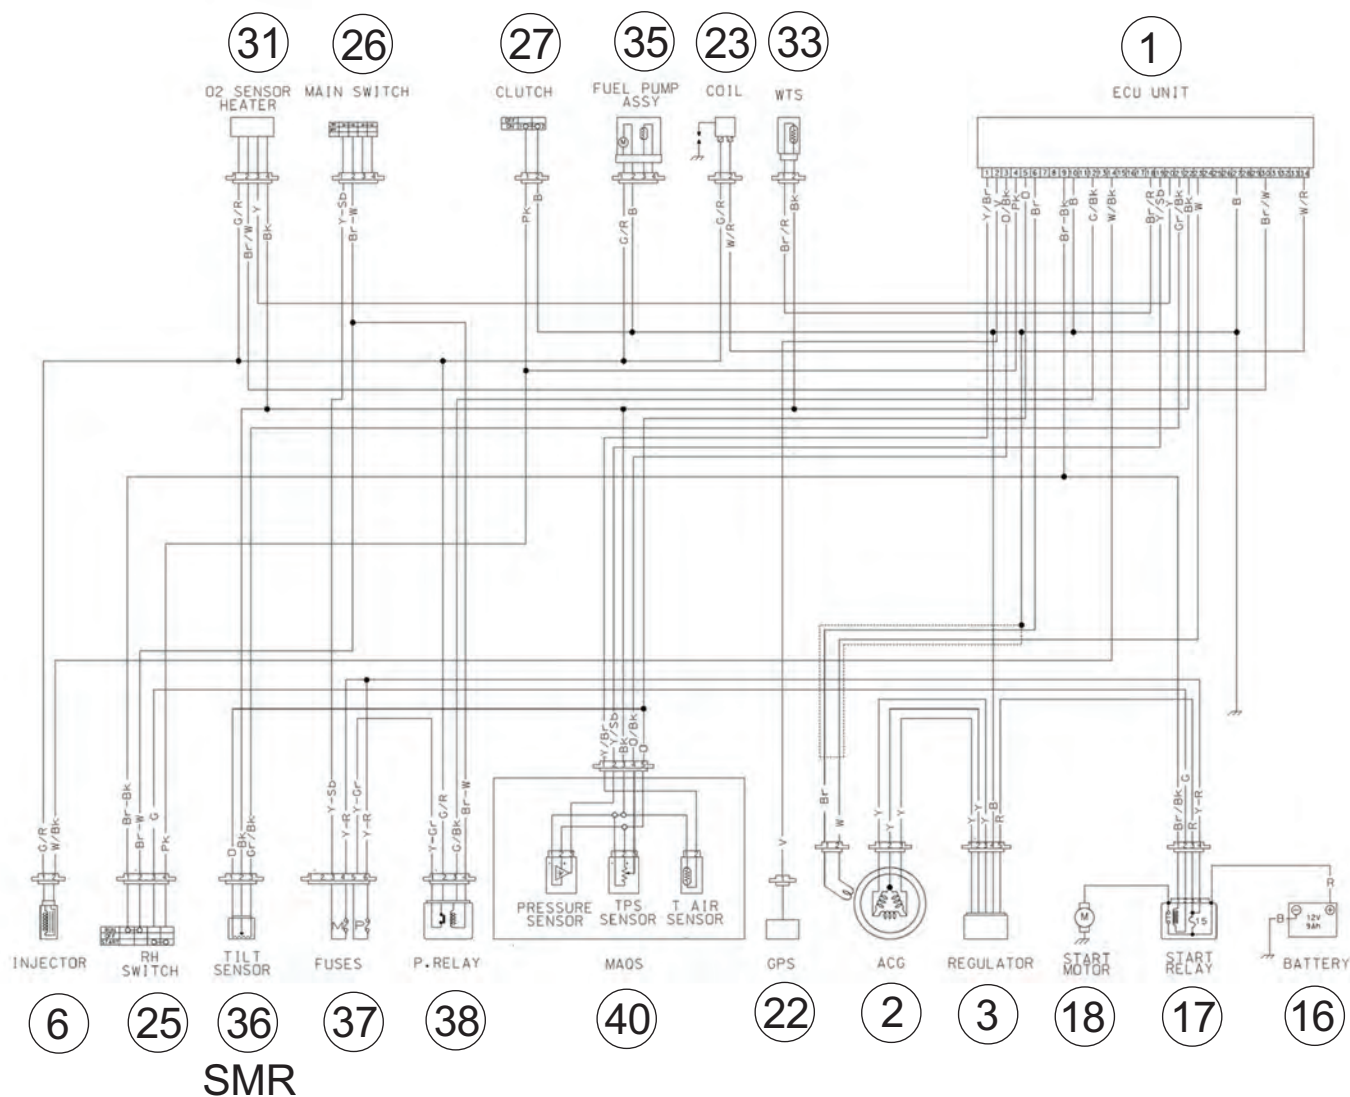 31 26 27 35 23 33 1
O2 SENSOR HEATER
MAIN SWITCH
CLUTCH
FUEL PUMP ASSY
COIL
WTS
ECU UNIT
G/R Br/W Y Bk
Y-Sb Br-W
Pk B
G/R B
G/R W/R
Br/R Bk
Y/Br V O/Bk Pk O Br Br-Bk B G/Bk W/Bk Br/R Y/Sb Y Gr/Bk Bk W B Br/W W/R
Y/Br Y/Sb Bk O/Bk O
G/R W/Bk
Br-Bk Br-W G Pk
O Bk Gr/Bk
Y-Sb Y-R Y-Gr Y-R
Y-Gr G/R G/Bk Br-W
V
Br W
Y Y Y
Y Y Y B R
Br/Bk G R Y-R
R
B
M P
PRESSURE SENSOR
TPS SENSOR
T AIR SENSOR
M
15
12V
9AH
INJECTOR
RH SWITCH
TILT SENSOR
FUSES
P.RELAY
MAQS
GPS
ACG
REGULATOR
START MOTOR
START RELAY
BATTERY
6 25 36 37 38 40 22 2 3 18 17 16
SMR